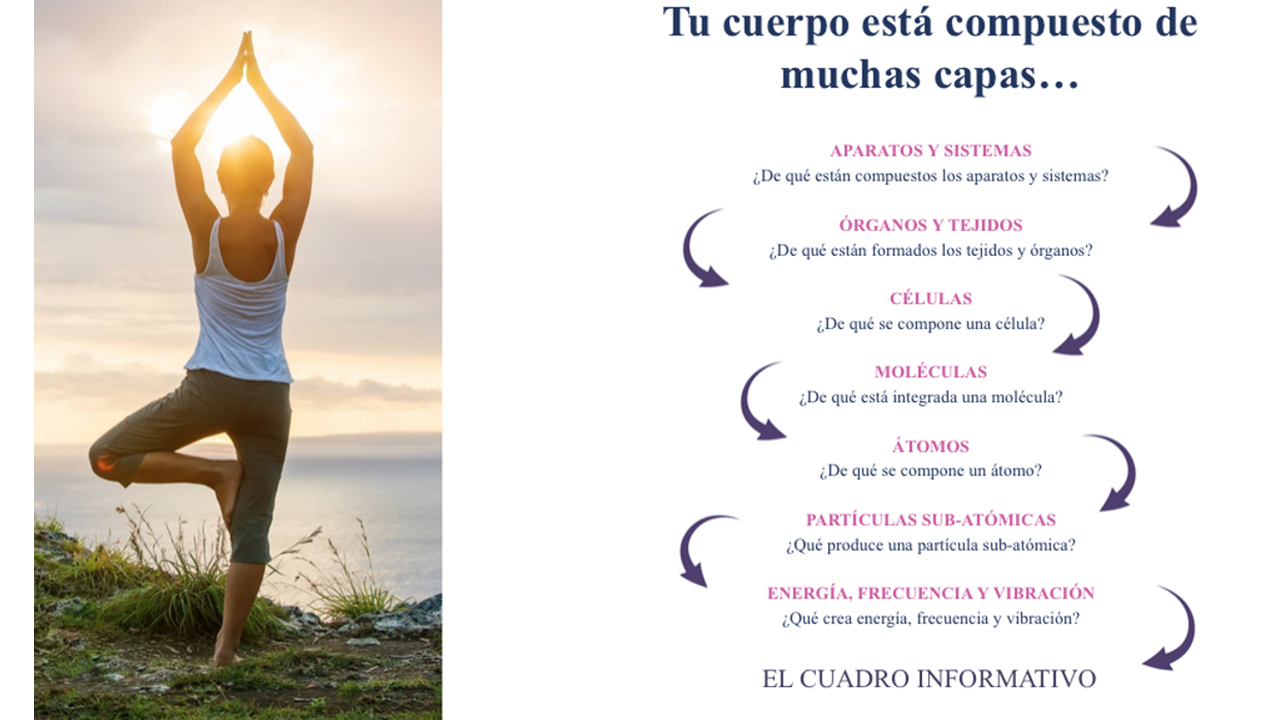 Tu cuerpo está compuesto de
muchas capas…
APARATOS Y SISTEMAS
¿De qué están compuestos los aparatos y sistemas?
ÓRGANOS Y TEJIDOS
¿De qué están formados los tejidos y órganos?
CÉLULAS
¿De qué se compone una célula?
MOLÉCULAS
¿De qué está integrada una molécula?
ÁTOMOS
¿De qué se compone un átomo?
PARTÍCULAS SUB-ATÓMICAS
¿Qué produce una partícula sub-atómica?
ENERGÍA, FRECUENCIA Y VIBRACIÓN
¿Qué crea energía, frecuencia y vibración?
EL CUADRO INFORMATIVO